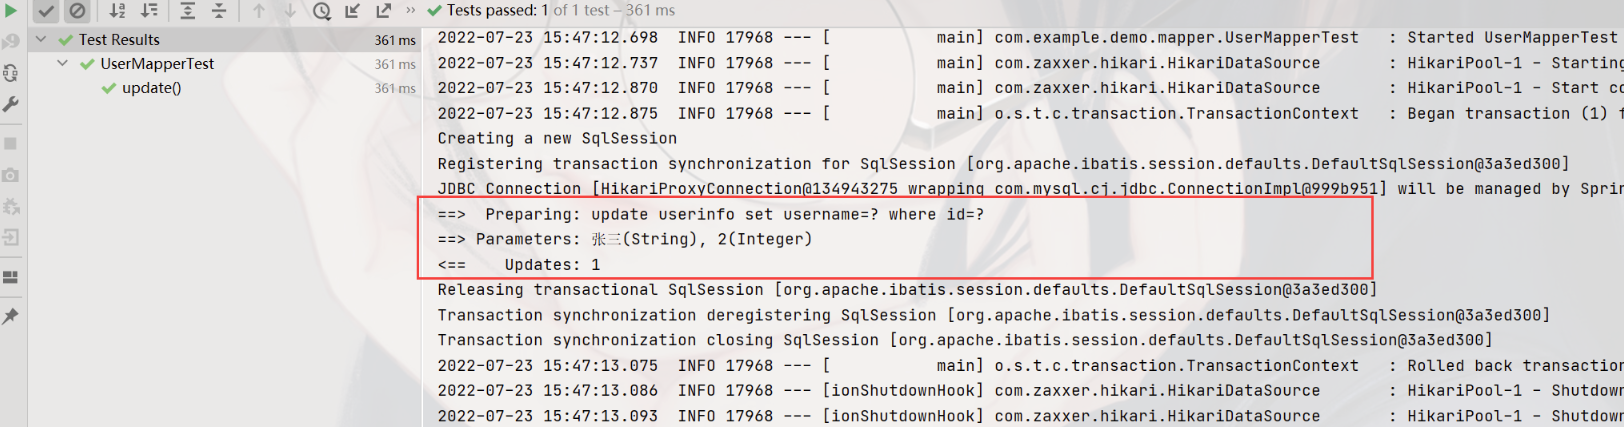 Tests passed: 1 of 1 test – 361 ms
Test Results 361 ms
UserMapperTest 361 ms
update() 361 ms
2022-07-23 15:47:12.698  INFO 17968 --- [           main] com.example.demo.mapper.UserMapperTest   : Started UserMapperTest
2022-07-23 15:47:12.737  INFO 17968 --- [           main] com.zaxxer.hikari.HikariDataSource       : HikariPool-1 - Starting
2022-07-23 15:47:12.870  INFO 17968 --- [           main] com.zaxxer.hikari.HikariDataSource       : HikariPool-1 - Start co
2022-07-23 15:47:12.875  INFO 17968 --- [           main] o.s.t.c.transaction.TransactionContext   : Began transaction (1) f
Creating a new SqlSession
Registering transaction synchronization for SqlSession [org.apache.ibatis.session.defaults.DefaultSqlSession@3a3ed300]
JDBC Connection [HikariProxyConnection@134943275 wrapping com.mysql.cj.jdbc.ConnectionImpl@999b951] will be managed by Sprin
==>  Preparing: update userinfo set username=? where id=?
==> Parameters: 张三(String), 2(Integer)
<==    Updates: 1
Releasing transactional SqlSession [org.apache.ibatis.session.defaults.DefaultSqlSession@3a3ed300]
Transaction synchronization deregistering SqlSession [org.apache.ibatis.session.defaults.DefaultSqlSession@3a3ed300]
Transaction synchronization closing SqlSession [org.apache.ibatis.session.defaults.DefaultSqlSession@3a3ed300]
2022-07-23 15:47:13.075  INFO 17968 --- [           main] o.s.t.c.transaction.TransactionContext   : Rolled back transaction
2022-07-23 15:47:13.086  INFO 17968 --- [ionShutdownHook] com.zaxxer.hikari.HikariDataSource       : HikariPool-1 - Shutdown
2022-07-23 15:47:13.093  INFO 17968 --- [ionShutdownHook] com.zaxxer.hikari.HikariDataSource       : HikariPool-1 - Shutdown